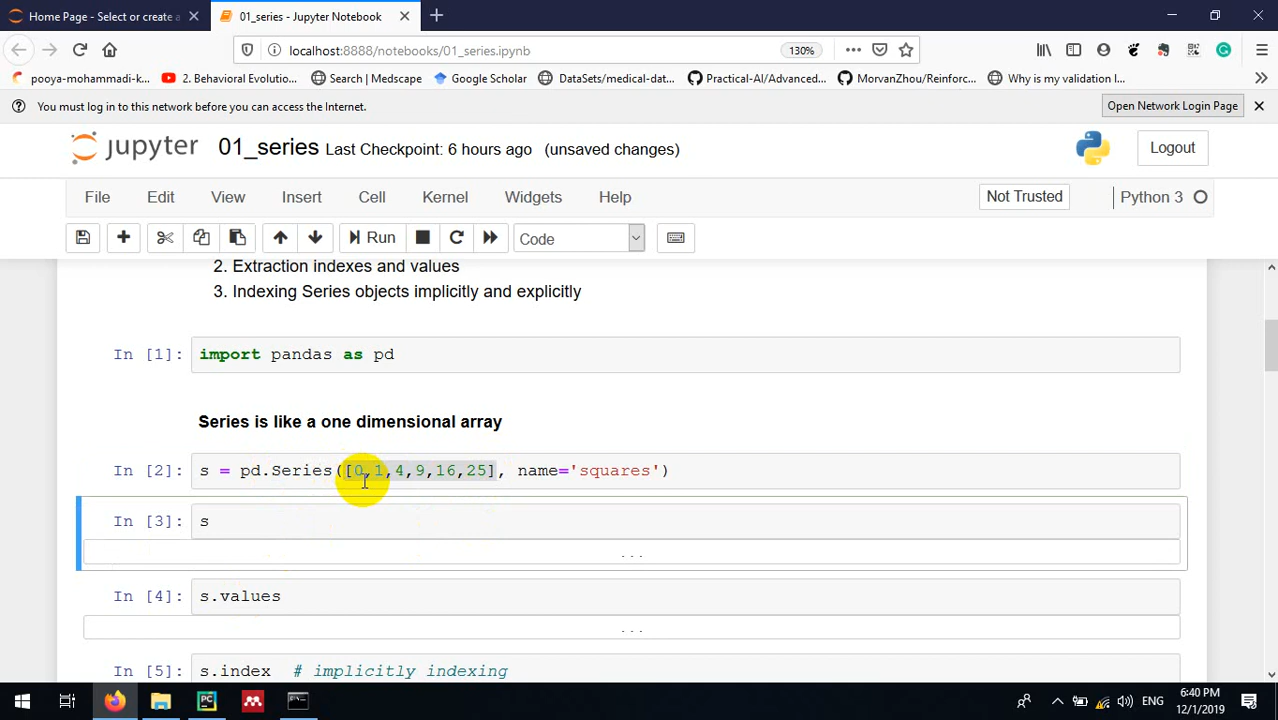 Home Page - Select or create a
01_series - Jupyter Notebook
localhost:8888/notebooks/01_series.ipynb
130%
pooya-mohammadi-k...
2. Behavioral Evolutio...
Search | Medscape
Google Scholar
DataSets/medical-dat...
Practical-AI/Advanced...
MorvanZhou/Reinforc...
Why is my validation l...
You must log in to this network before you can access the Internet.
Open Network Login Page
jupyter 01_series Last Checkpoint: 6 hours ago (unsaved changes)
Logout
File Edit View Insert Cell Kernel Widgets Help
Not Trusted
Python 3
Run
Code
2. Extraction indexes and values
3. Indexing Series objects implicitly and explicitly
In [1]: import pandas as pd
Series is like a one dimensional array
In [2]: s = pd.Series([0,1,4,9,16,25], name='squares')
In [3]: s
...
In [4]: s.values
...
In [5]: s.index # implicitly indexing
PC
ENG
6:40 PM
12/1/2019